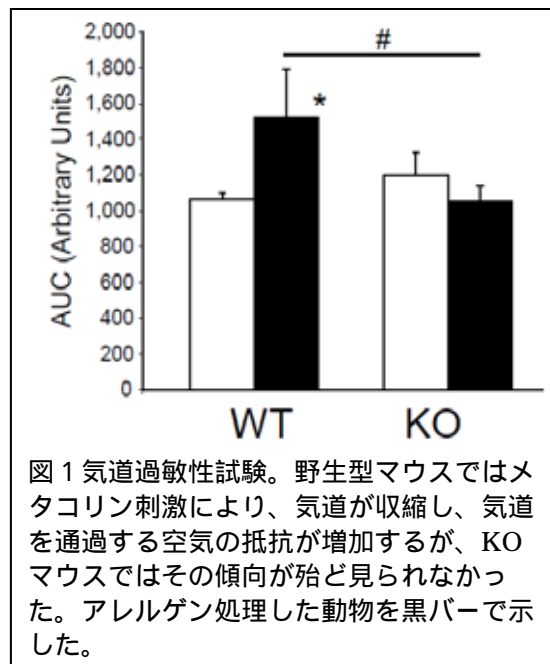 2,000
#
1,800
1,600
*
1,400
1,200
1,000
800
600
400
200
0
AUC (Arbitrary Units)
WT KO
図1気道過敏性試験。野生型マウスではメ
タコリン刺激により、気道が収縮し、気道
を通過する空気の抵抗が増加するが、KO
マウスではその傾向が殆ど見られなかっ
た。アレルゲン処理した動物を黒バーで示
した。